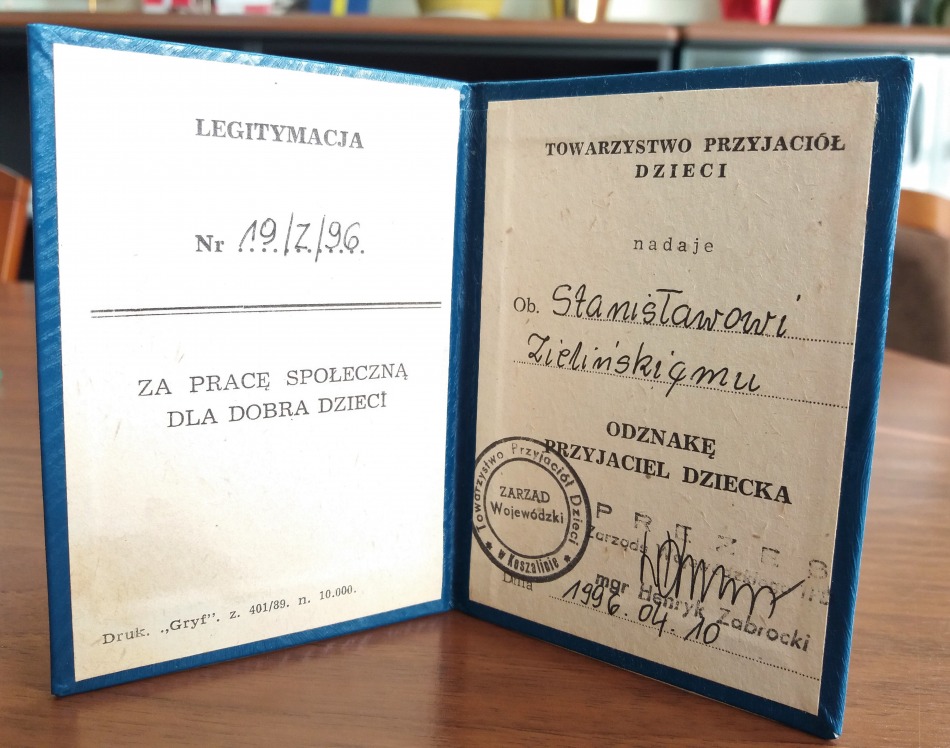 LEGITYMACJA
Nr 19/Z/96
ZA PRACĘ SPOŁECZNĄ
DLA DOBRA DZIECI
Druk. „Gryf”. z. 401/89. n. 10.000.
TOWARZYSTWO PRZYJACIÓŁ
DZIECI
nadaje
Ob. Stanisławowi
Zielińskiemu
ODZNAKĘ
PRZYJACIEL DZIECKA
Towarzystwo Przyjaciół Dzieci
ZARZĄD
Wojewódzki
w Koszalinie
PREZES
Zarządu
mgr Henryk Zabrocki
Dnia 1996.04.10